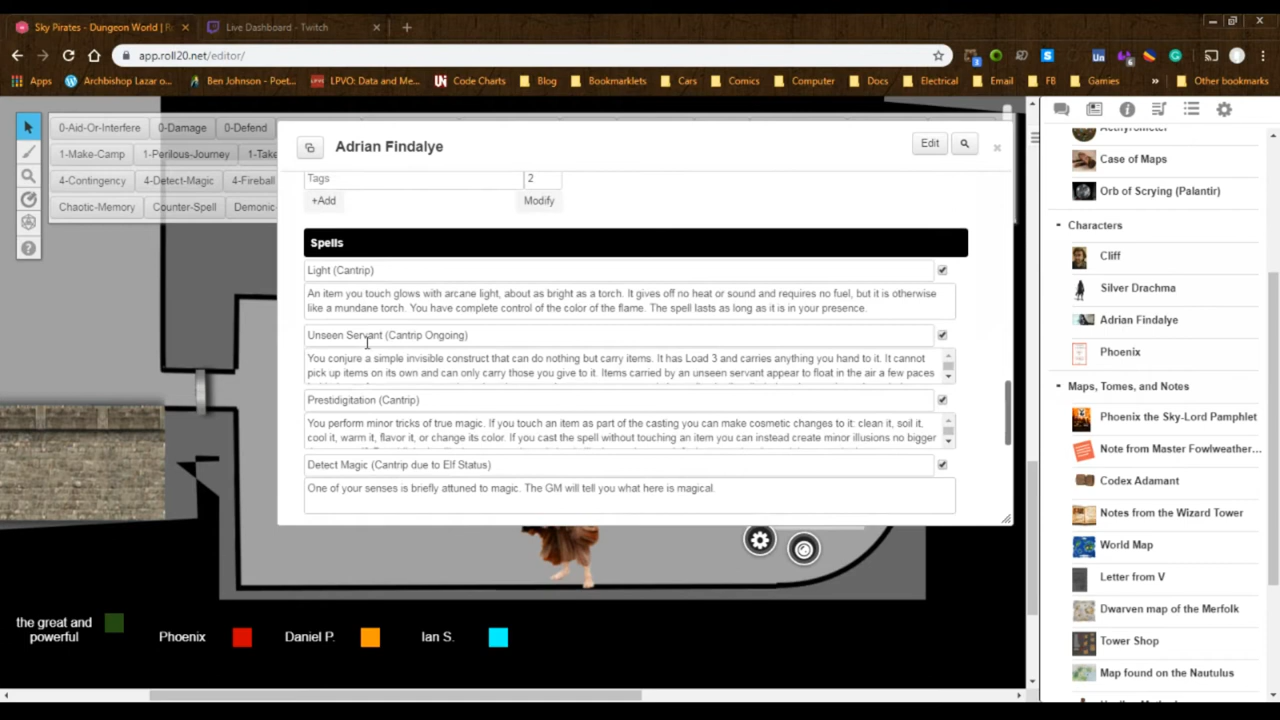 Sky Pirates - Dungeon World | R
Live Dashboard - Twitch
app.roll20.net/editor/
Apps
Archbishop Lazar o...
Ben Johnson - Poet...
LPVO: Data and Me...
Code Charts
Blog
Bookmarklets
Cars
Comics
Computer
Docs
Electrical
Email
FB
Gamies
Other bookmarks
0-Aid-Or-Interfere
0-Damage
0-Defend
1-Make-Camp
1-Perilous-Journey
1-Take
4-Contingency
4-Detect-Magic
4-Fireball
Chaotic-Memory
Counter-Spell
Demonic
Adrian Findalye
Edit
Tags
2
+Add
Modify
Spells
Light (Cantrip)
An item you touch glows with arcane light, about as bright as a torch. It gives off no heat or sound and requires no fuel, but it is otherwise
like a mundane torch. You have complete control of the color of the flame. The spell lasts as long as it is in your presence.
Unseen Servant (Cantrip Ongoing)
You conjure a simple invisible construct that can do nothing but carry items. It has Load 3 and carries anything you hand to it. It cannot
pick up items on its own and can only carry those you give to it. Items carried by an unseen servant appear to float in the air a few paces
Prestidigitation (Cantrip)
You perform minor tricks of true magic. If you touch an item as part of the casting you can make cosmetic changes to it: clean it, soil it,
cool it, warm it, flavor it, or change its color. If you cast the spell without touching an item you can instead create minor illusions no bigger
Detect Magic (Cantrip due to Elf Status)
One of your senses is briefly attuned to magic. The GM will tell you what here is magical.
the great and
powerful
Phoenix
Daniel P.
Ian S.
Aethyrometer
Case of Maps
Orb of Scrying (Palantir)
Characters
Cliff
Silver Drachma
Adrian Findalye
Phoenix
Maps, Tomes, and Notes
Phoenix the Sky-Lord Pamphlet
Note from Master Fowlweather...
Codex Adamant
Notes from the Wizard Tower
World Map
Letter from V
Dwarven map of the Merfolk
Tower Shop
Map found on the Nautulus